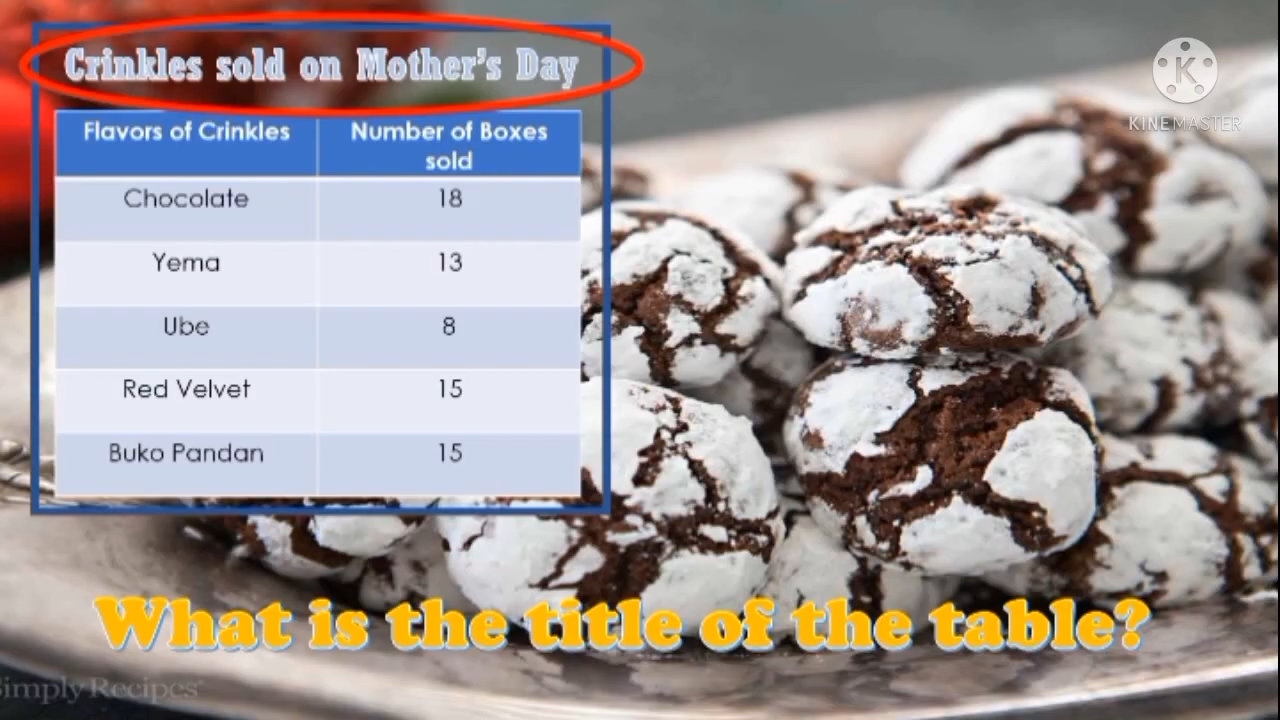 Crinkles sold on Mother's Day
Flavors of Crinkles
Number of Boxes
sold
Chocolate 18
Yema 13
Ube 8
Red Velvet 15
Buko Pandan 15
K
KINEMASTER
What is the title of the table?
Simply Recipes